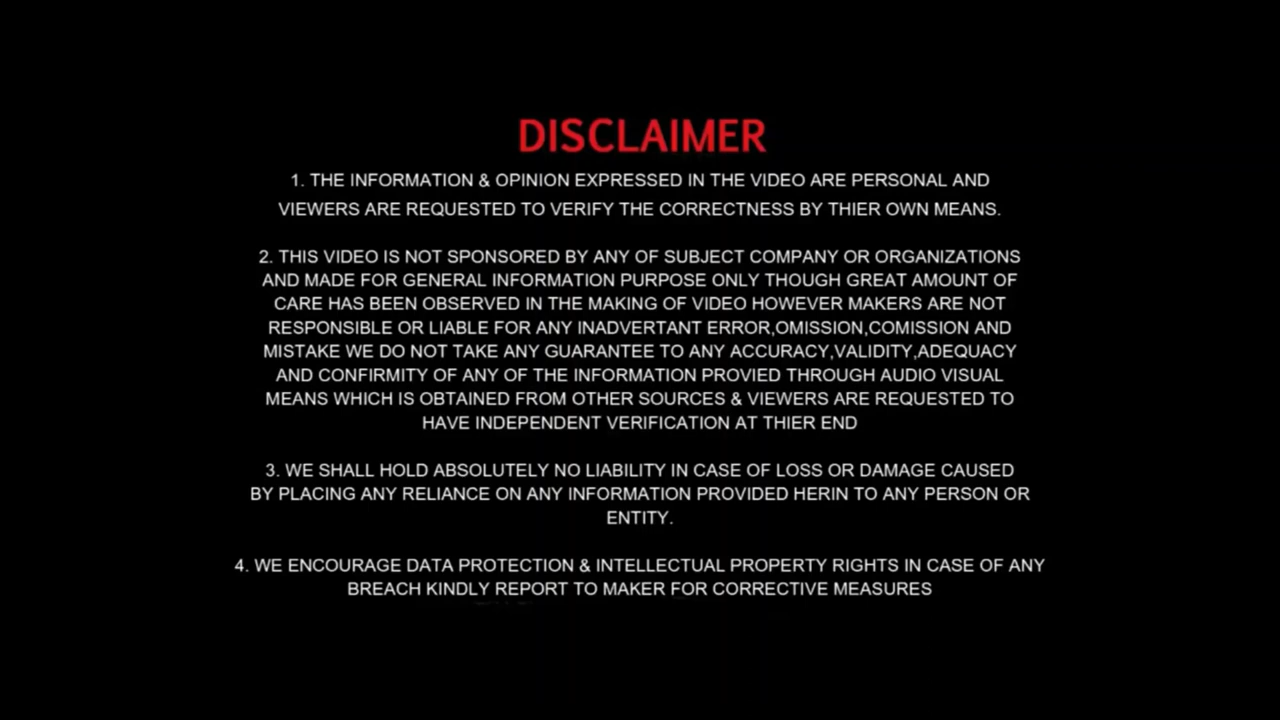 DISCLAIMER
1. THE INFORMATION & OPINION EXPRESSED IN THE VIDEO ARE PERSONAL AND
VIEWERS ARE REQUESTED TO VERIFY THE CORRECTNESS BY THIER OWN MEANS.
2. THIS VIDEO IS NOT SPONSORED BY ANY OF SUBJECT COMPANY OR ORGANIZATIONS
AND MADE FOR GENERAL INFORMATION PURPOSE ONLY THOUGH GREAT AMOUNT OF
CARE HAS BEEN OBSERVED IN THE MAKING OF VIDEO HOWEVER MAKERS ARE NOT
RESPONSIBLE OR LIABLE FOR ANY INADVERTANT ERROR,OMISSION,COMISSION AND
MISTAKE WE DO NOT TAKE ANY GUARANTEE TO ANY ACCURACY,VALIDITY,ADEQUACY
AND CONFIRMITY OF ANY OF THE INFORMATION PROVIED THROUGH AUDIO VISUAL
MEANS WHICH IS OBTAINED FROM OTHER SOURCES & VIEWERS ARE REQUESTED TO
HAVE INDEPENDENT VERIFICATION AT THIER END
3. WE SHALL HOLD ABSOLUTELY NO LIABILITY IN CASE OF LOSS OR DAMAGE CAUSED
BY PLACING ANY RELIANCE ON ANY INFORMATION PROVIDED HERIN TO ANY PERSON OR
ENTITY.
4. WE ENCOURAGE DATA PROTECTION & INTELLECTUAL PROPERTY RIGHTS IN CASE OF ANY
BREACH KINDLY REPORT TO MAKER FOR CORRECTIVE MEASURES